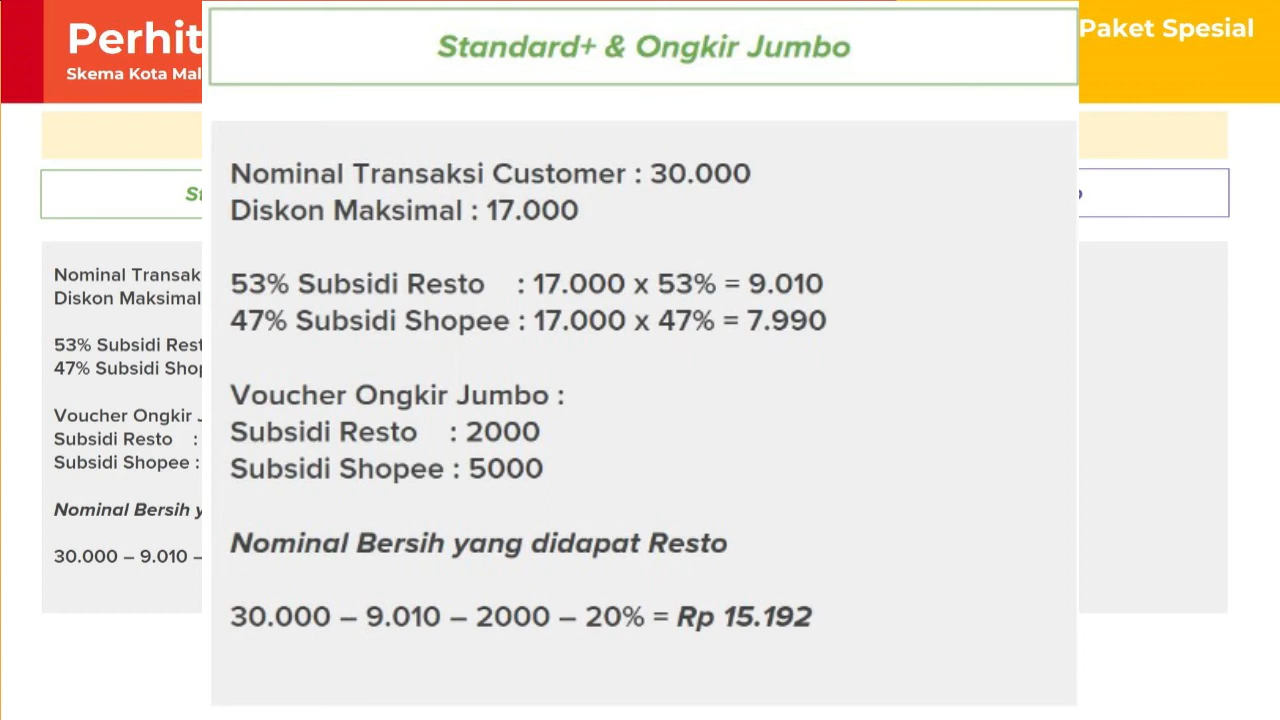 Perhit
Skema Kota Mal
Paket Spesial
Standard+ & Ongkir Jumbo
Nominal Transaksi Customer : 30.000
Diskon Maksimal : 17.000
53% Subsidi Resto : 17.000 x 53% = 9.010
47% Subsidi Shopee : 17.000 x 47% = 7.990
Voucher Ongkir Jumbo :
Subsidi Resto : 2000
Subsidi Shopee : 5000
Nominal Bersih yang didapat Resto
30.000 – 9.010 – 2000 – 20% = Rp 15.192
St
Nominal Transak
Diskon Maksimal
53% Subsidi Rest
47% Subsidi Shop
Voucher Ongkir J
Subsidi Resto :
Subsidi Shopee :
Nominal Bersih y
30.000 – 9.010 –